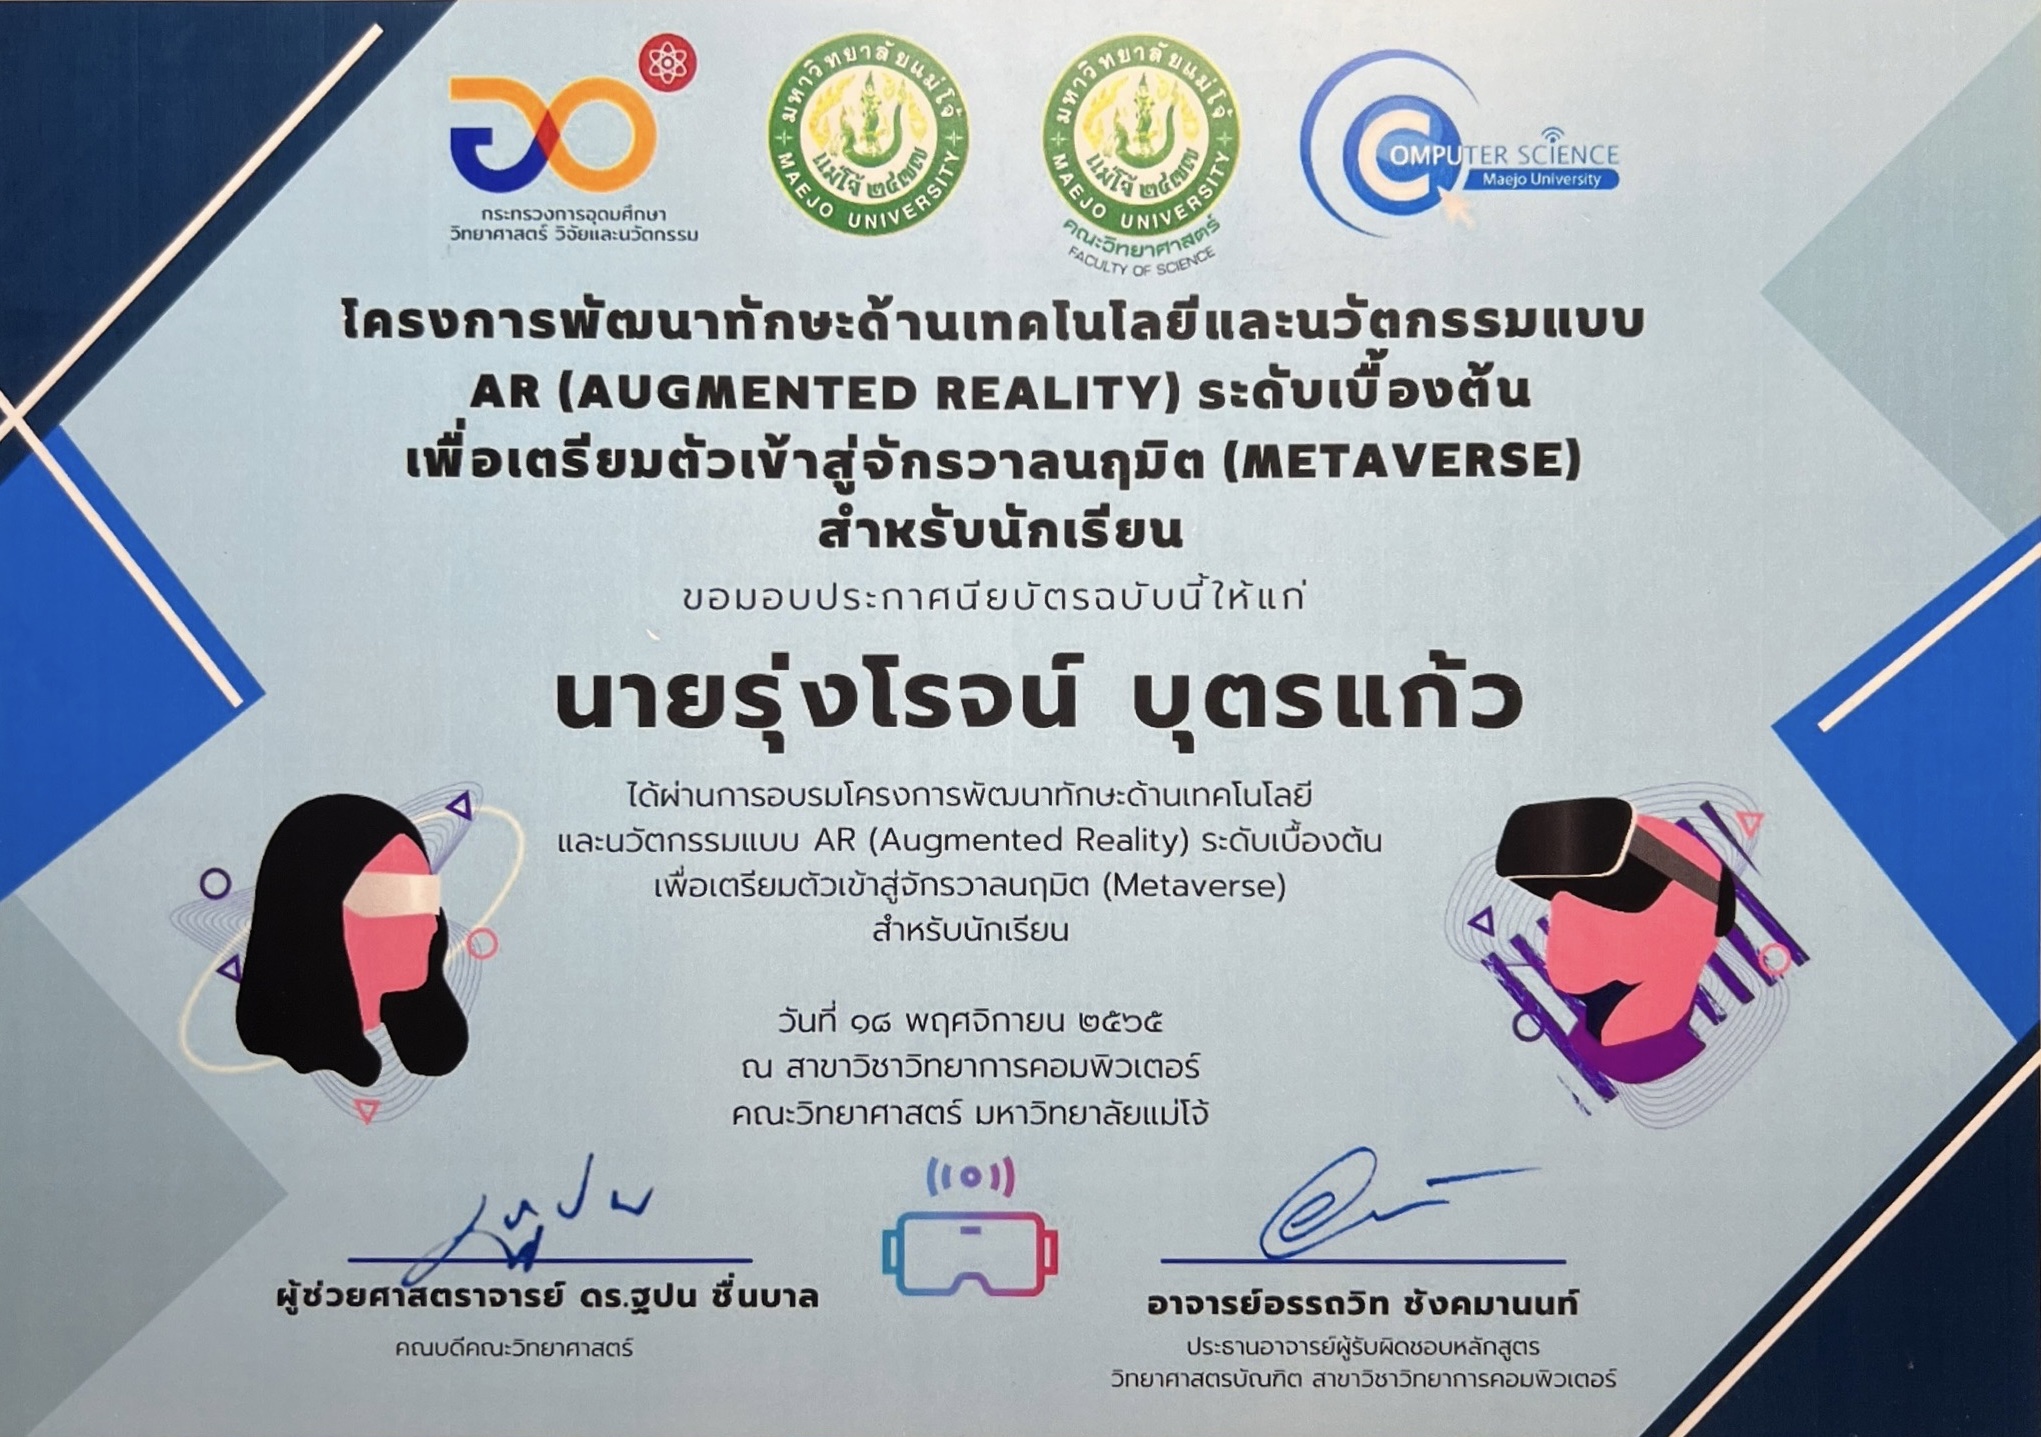 กระทรวงการอุดมศึกษา
วิทยาศาสตร์ วิจัยและนวัตกรรม
มหาวิทยาลัยแม่โจ้
แม่โจ้ ๒๔๗๗
MAEJO UNIVERSITY
มหาวิทยาลัยแม่โจ้
แม่โจ้ ๒๔๗๗
MAEJO UNIVERSITY
คณะวิทยาศาสตร์
FACULTY OF SCIENCE
COMPUTER SCIENCE
Maejo University
โครงการพัฒนาทักษะด้านเทคโนโลยีและนวัตกรรมแบบ
AR (AUGMENTED REALITY) ระดับเบื้องต้น
เพื่อเตรียมตัวเข้าสู่จักรวาลนฤมิต (METAVERSE)
สำหรับนักเรียน
ขอมอบประกาศนียบัตรฉบับนี้ให้แก่
นายรุ่งโรจน์ บุตรแก้ว
ได้ผ่านการอบรมโครงการพัฒนาทักษะด้านเทคโนโลยี
และนวัตกรรมแบบ AR (Augmented Reality) ระดับเบื้องต้น
เพื่อเตรียมตัวเข้าสู่จักรวาลนฤมิต (Metaverse)
สำหรับนักเรียน
วันที่ ๑๘ พฤศจิกายน ๒๕๖๕
ณ สาขาวิชาวิทยาการคอมพิวเตอร์
คณะวิทยาศาสตร์ มหาวิทยาลัยแม่โจ้
ผู้ช่วยศาสตราจารย์ ดร.ฐปน ชื่นบาล
คณบดีคณะวิทยาศาสตร์
อาจารย์อรรถวิท ชังคมานนท์
ประธานอาจารย์ผู้รับผิดชอบหลักสูตร
วิทยาศาสตรบัณฑิต สาขาวิชาวิทยาการคอมพิวเตอร์